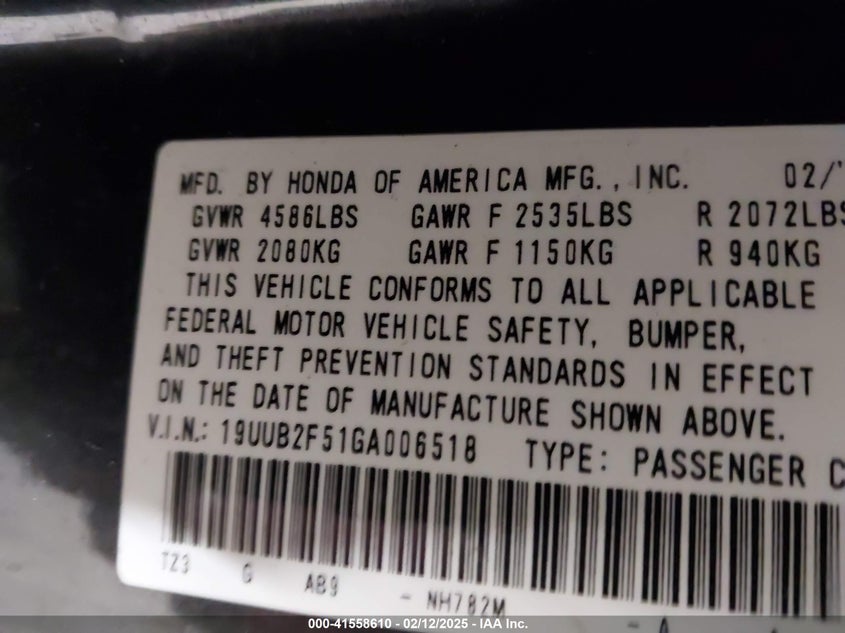 MFD. BY HONDA OF AMERICA MFG., INC. 02/'
GVWR 4586LBS GAWR F 2535LBS R 2072LBS
GVWR 2080KG GAWR F 1150KG R 940KG
THIS VEHICLE CONFORMS TO ALL APPLICABLE
FEDERAL MOTOR VEHICLE SAFETY, BUMPER,
AND THEFT PREVENTION STANDARDS IN EFFECT
ON THE DATE OF MANUFACTURE SHOWN ABOVE.
V.I.N.: 19UUB2F51GA006518 TYPE: PASSENGER C
TZ3 G AB9 - NH782M - A
000-41558610 - 02/12/2025 - IAA Inc.